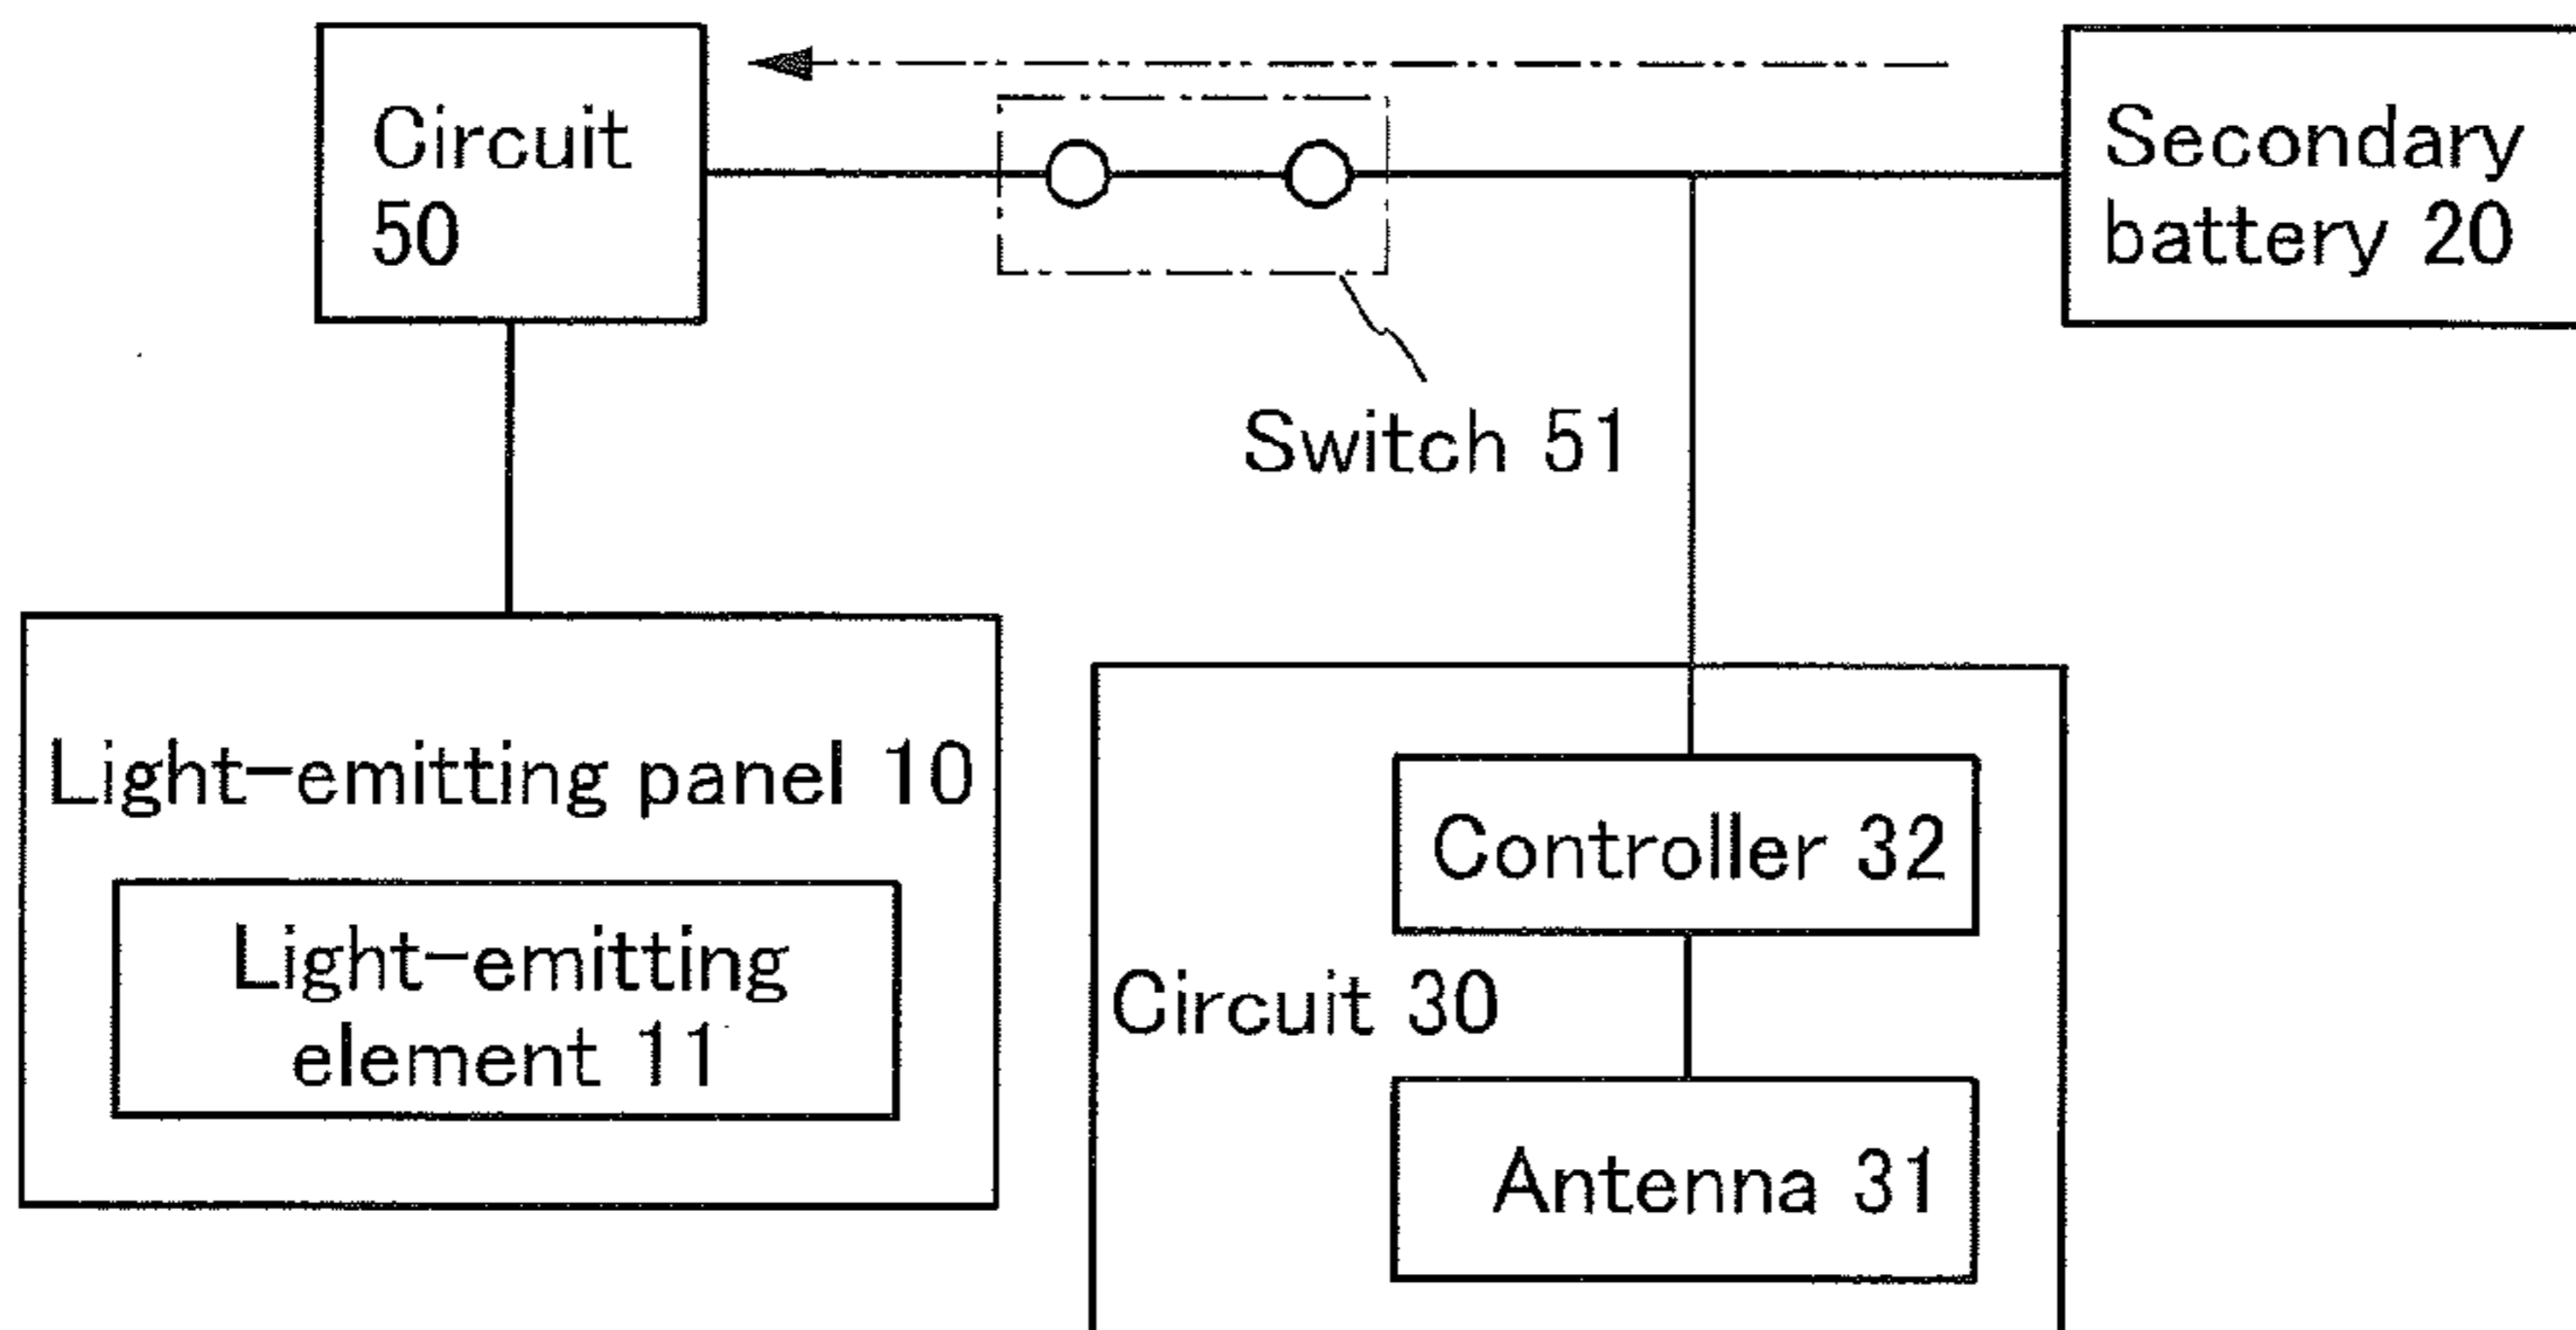 Circuit
50
Secondary
battery 20
Switch 51
Light-emitting panel 10
Light-emitting
element 11
Controller 32
Circuit 30
Antenna 31